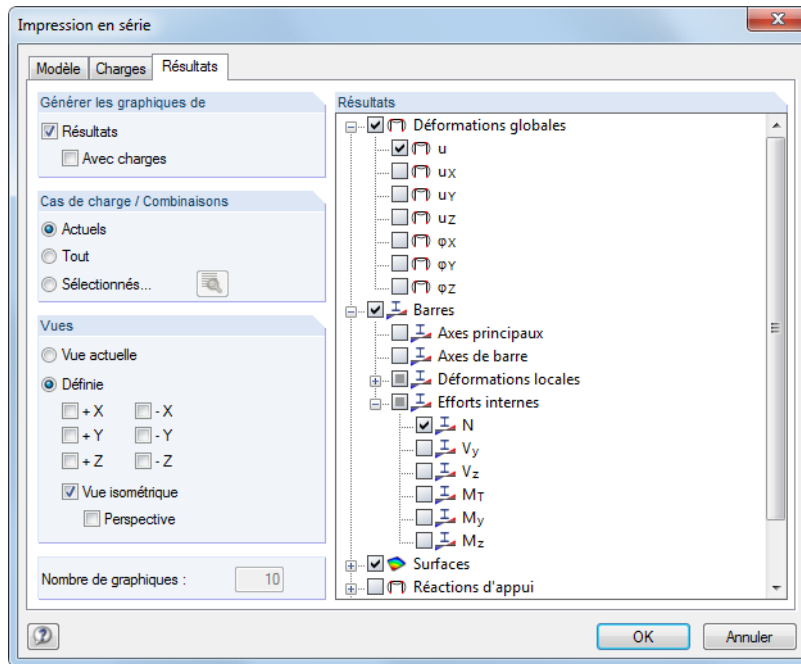 Impression en série
Modèle Charges Résultats
Générer les graphiques de
Résultats
Avec charges
Cas de charge / Combinaisons
Actuels
Tout
Sélectionnés...
Vues
Vue actuelle
Définie
+ X - X
+ Y - Y
+ Z - Z
Vue isométrique
Perspective
Nombre de graphiques : 10
Résultats
Déformations globales
u
uX
uY
uZ
φX
φY
φZ
Barres
Axes principaux
Axes de barre
Déformations locales
Efforts internes
N
Vy
Vz
MT
My
Mz
Surfaces
Réactions d'appui
OK Annuler